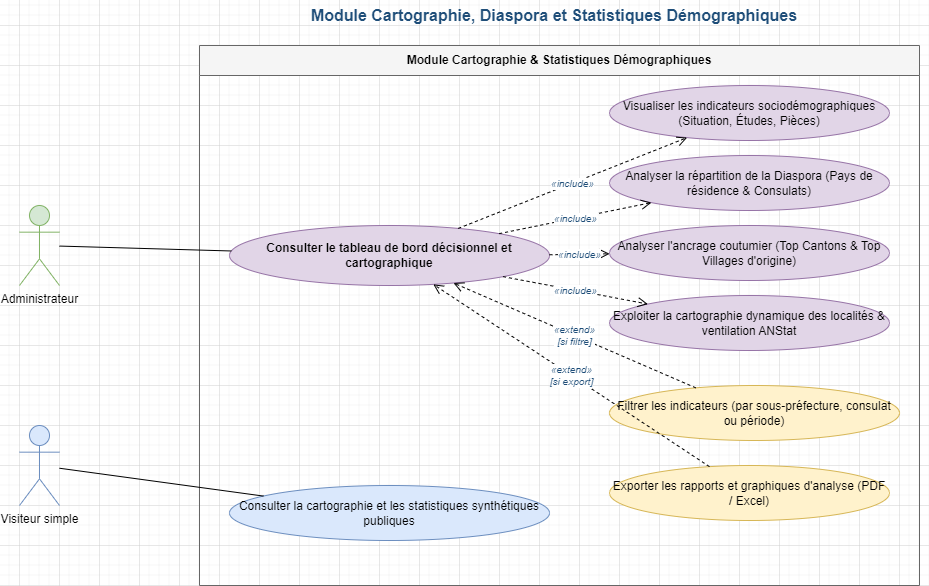 Module Cartographie, Diaspora et Statistiques Démographiques
Module Cartographie & Statistiques Démographiques
Visualiser les indicateurs sociodémographiques
(Situation, Études, Pièces)
«include»
Analyser la répartition de la Diaspora (Pays de
résidence & Consulats)
«include»
Consulter le tableau de bord décisionnel et
cartographique
«include»
Analyser l'ancrage coutumier (Top Cantons & Top
Villages d'origine)
Administrateur
«include»
Exploiter la cartographie dynamique des localités &
ventilation ANStat
«extend»
[si filtre]
«extend»
[si export]
Filtrer les indicateurs (par sous-préfecture, consulat
ou période)
Exporter les rapports et graphiques d'analyse (PDF
/ Excel)
Visiteur simple
Consulter la cartographie et les statistiques synthétiques
publiques